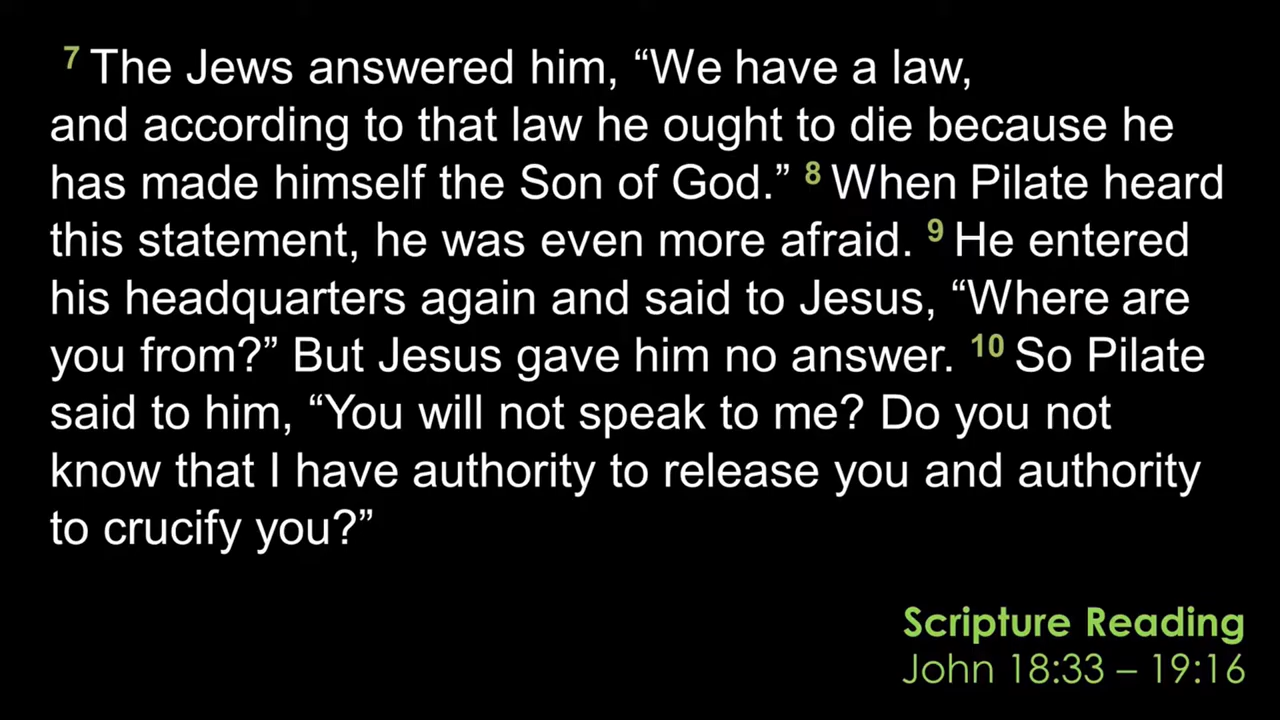 7 The Jews answered him, “We have a law,
and according to that law he ought to die because he
has made himself the Son of God.” 8 When Pilate heard
this statement, he was even more afraid. 9 He entered
his headquarters again and said to Jesus, “Where are
you from?” But Jesus gave him no answer. 10 So Pilate
said to him, “You will not speak to me? Do you not
know that I have authority to release you and authority
to crucify you?”
Scripture Reading
John 18:33 – 19:16